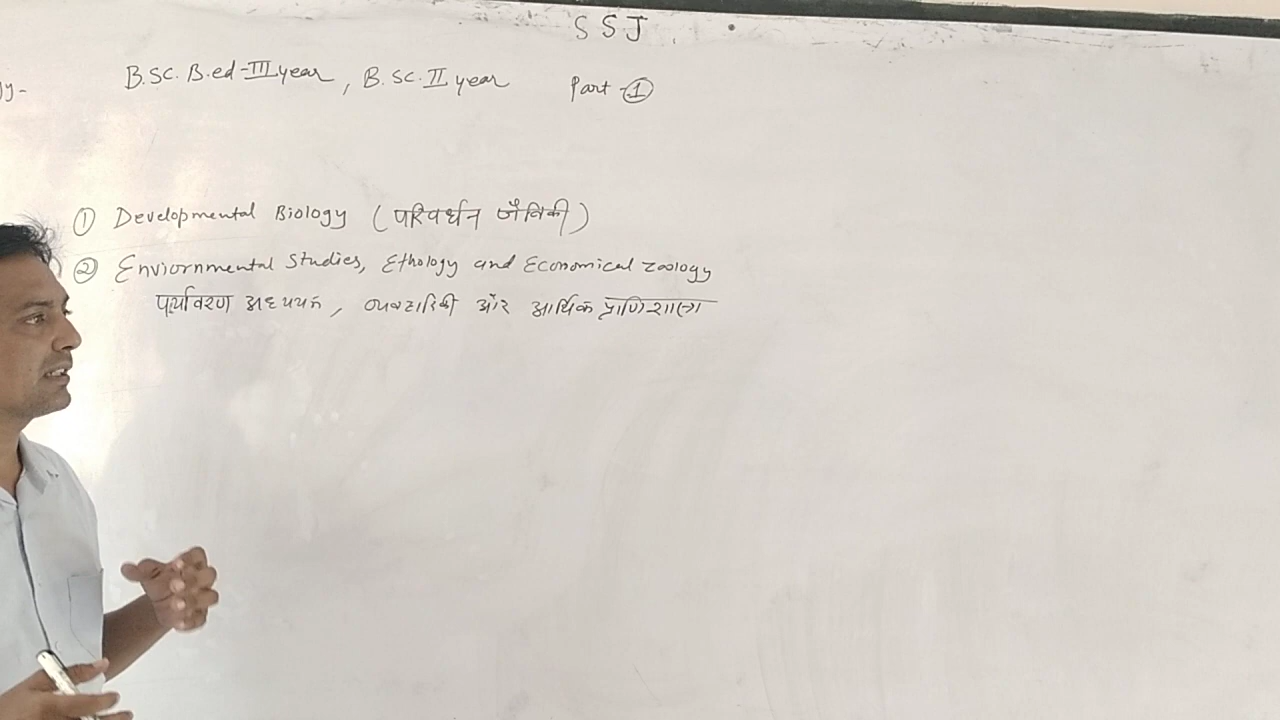 SSJ
B.Sc. B.ed-III year, B.Sc. II year Part-①
① Developmental Biology (परिवर्धन जैविकी)
② Enviornmental Studies, Ethology and Economical Zoology
पर्यावरण अध्ययन, व्यवहारिकी और आर्थिक प्राणिशास्त्र